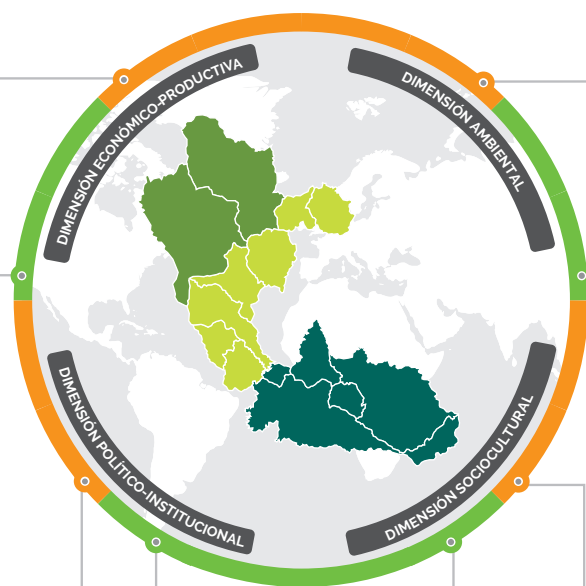 DIMENSIÓN ECONÓMICO-PRODUCTIVA
DIMENSIÓN AMBIENTAL
DIMENSIÓN POLÍTICO-INSTITUCIONAL
DIMENSIÓN SOCIOCULTURAL